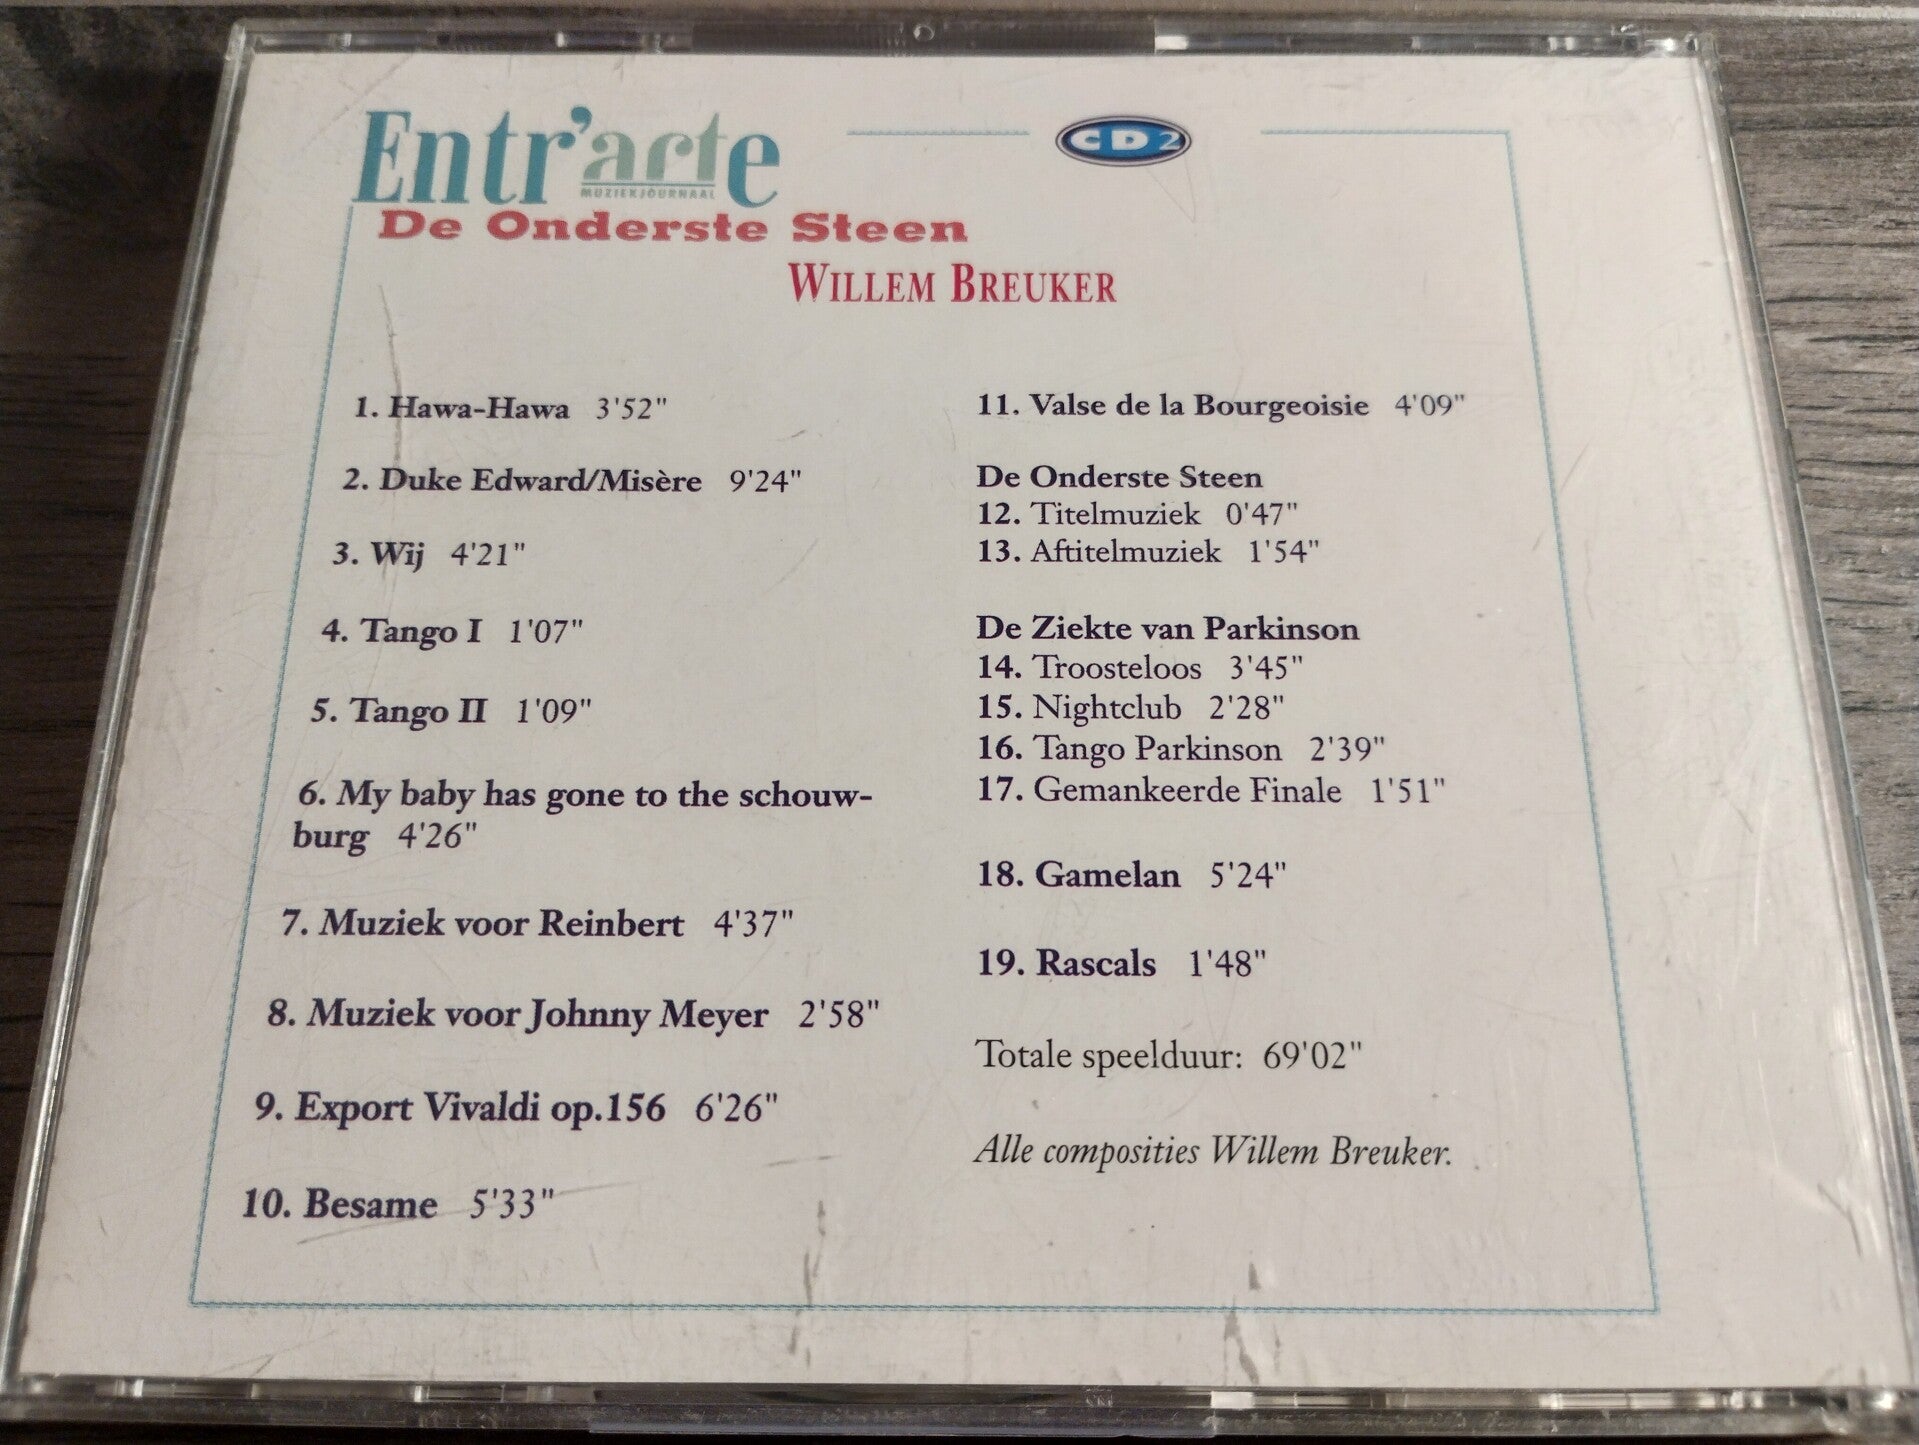 Entr'acte
MUZIEKJOURNAAL
CD2
De Onderste Steen
WILLEM BREUKER
1. Hawa-Hawa 3'52"
2. Duke Edward/Misère 9'24"
3. Wij 4'21"
4. Tango I 1'07"
5. Tango II 1'09"
6. My baby has gone to the schouw-
burg 4'26"
7. Muziek voor Reinbert 4'37"
8. Muziek voor Johnny Meyer 2'58"
9. Export Vivaldi op.156 6'26"
10. Besame 5'33"
11. Valse de la Bourgeoisie 4'09"
De Onderste Steen
12. Titelmuziek 0'47"
13. Aftitelmuziek 1'54"
De Ziekte van Parkinson
14. Troosteloos 3'45"
15. Nightclub 2'28"
16. Tango Parkinson 2'39"
17. Gemankeerde Finale 1'51"
18. Gamelan 5'24"
19. Rascals 1'48"
Totale speelduur: 69'02"
Alle composities Willem Breuker.